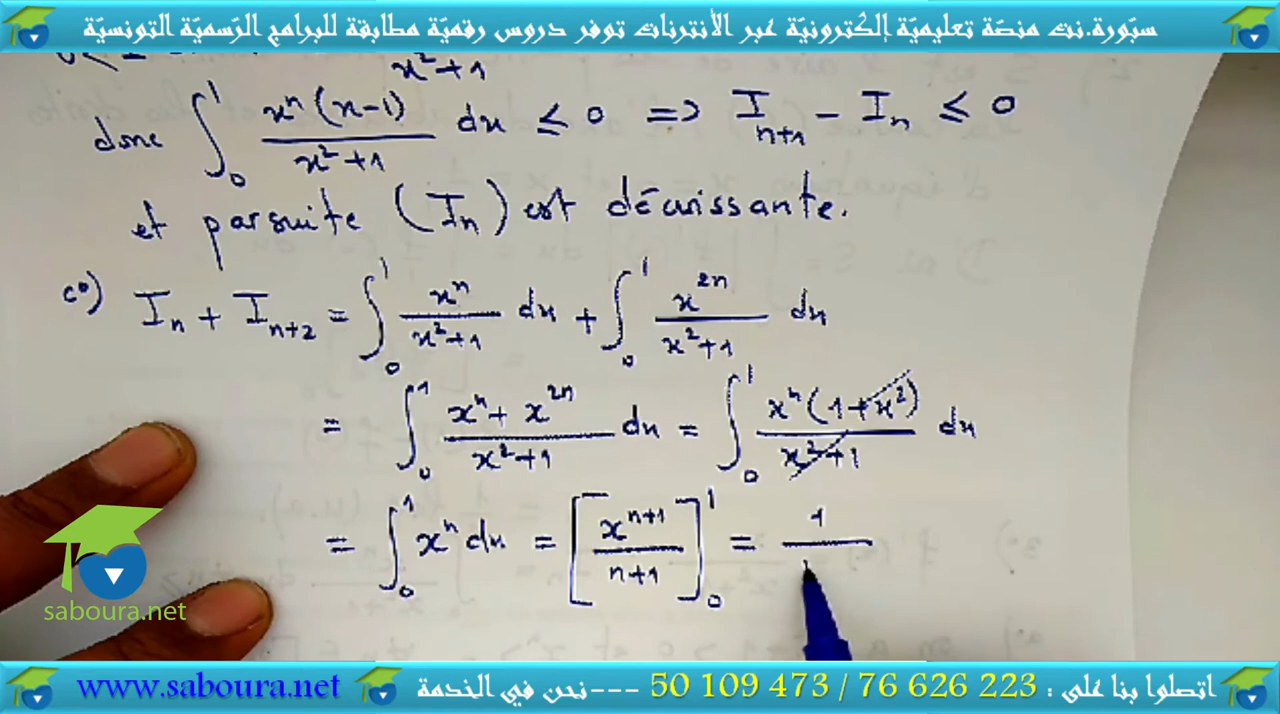 سبّورة.نت منصّة تعليميّة إلكترونيّة عبر الأنترنات توفر دروس رقميّة مطابقة للبرامج الرّسميّة التونسيّة
x²+1
donc ∫₀¹ xⁿ(x-1)/(x²+1) dx ≤ 0 => Iₙ₊₁ - Iₙ ≤ 0
et parsuite (Iₙ) est décroissante.
c°) Iₙ + Iₙ₊₂ = ∫₀¹ xⁿ/(x²+1) dx + ∫₀¹ x²ⁿ/(x²+1) dx
= ∫₀¹ (xⁿ + x²ⁿ)/(x²+1) dx = ∫₀¹ xⁿ(1+x²)/(x²+1) dx
= ∫₀¹ xⁿ dx = [xⁿ⁺¹/(n+1)]₀¹ = 1/
saboura.net
www.saboura.net
اتصلوا بنا على : 50 109 473 / 76 626 223 ---نحن في الخدمة